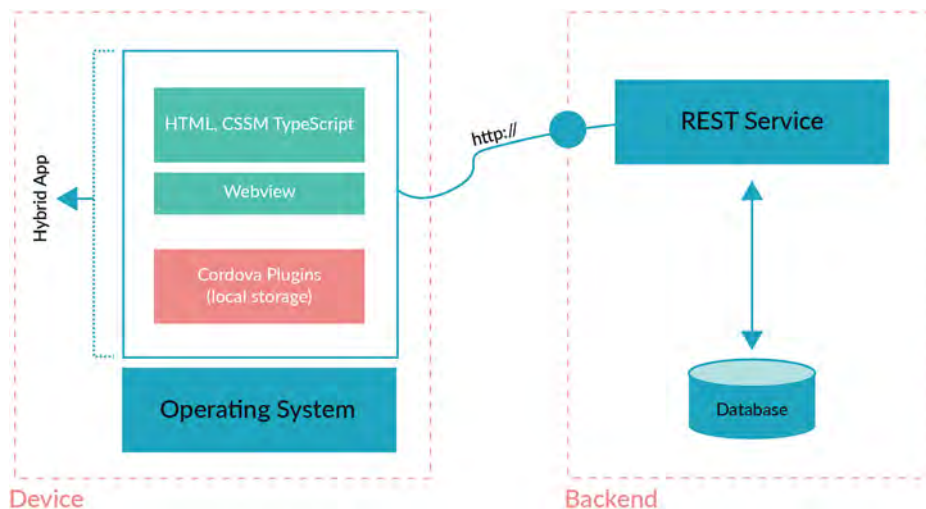 HTML, CSSM TypeScript
Webview
Cordova Plugins
(local storage)
Hybrid App
Operating System
Device
http://
REST Service
Database
Backend